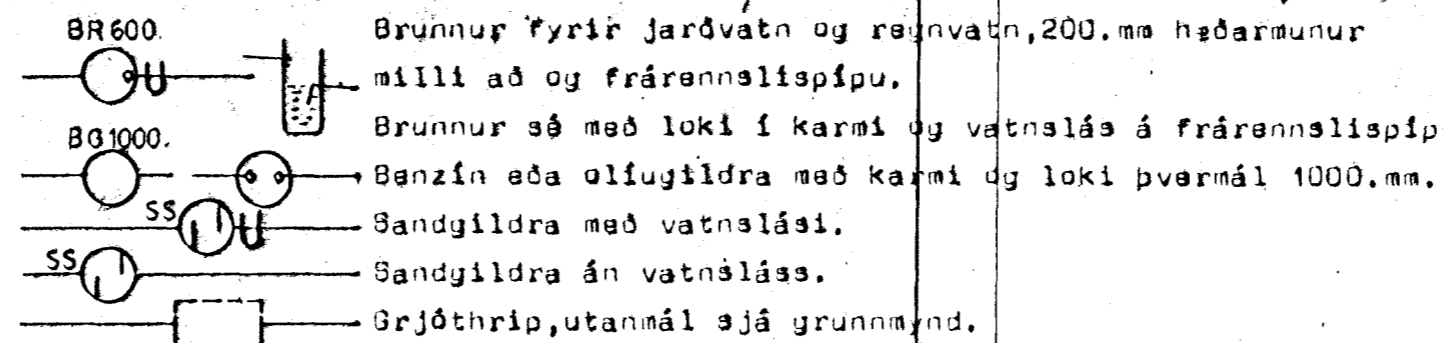 BR600. Brunnur fyrir jarðvatn og regnvatn,200.mm hæðarmunur
milli að og frárennslispípu.
Brunnur sé með loki í karmi og vatnslás á frárennslispíp
BG1000. Benzín eða olíugildra með karmi og loki þvermál 1000.mm.
SS Sandgildra með vatnslási.
SS Sandgildra án vatnsláss.
Grjóthrip,utanmál sjá grunnmynd.